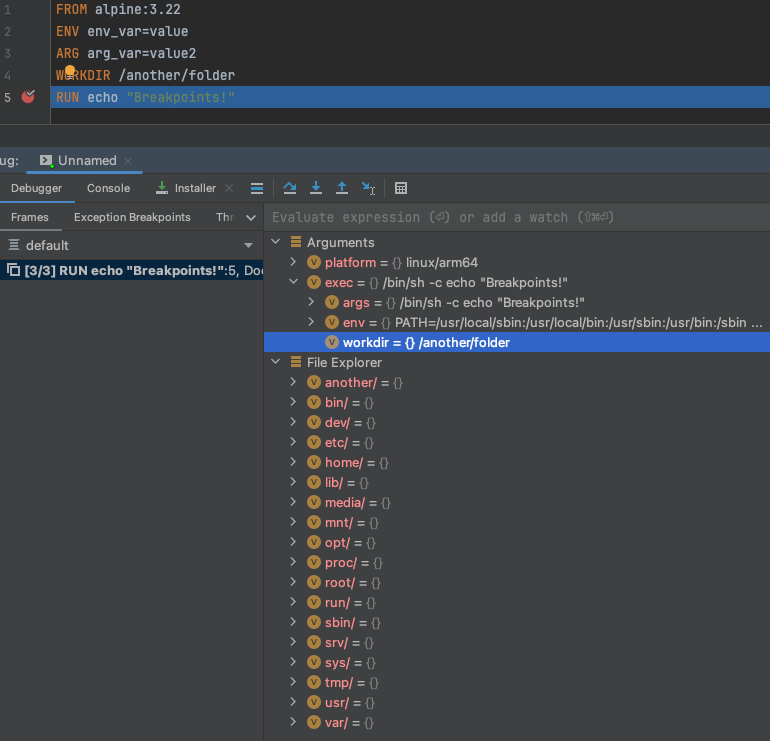 1 FROM alpine:3.22
2 ENV env_var=value
3 ARG arg_var=value2
4 WORKDIR /another/folder
5 RUN echo "Breakpoints!"
ug: Unnamed
Debugger Console Installer
Frames Exception Breakpoints Thr
Evaluate expression (⏎) or add a watch (⇧⌘⏎)
default
[3/3] RUN echo "Breakpoints!":5, Doc
Arguments
platform = {} linux/arm64
exec = {} /bin/sh -c echo "Breakpoints!"
args = {} /bin/sh -c echo "Breakpoints!"
env = {} PATH=/usr/local/sbin:/usr/local/bin:/usr/sbin:/usr/bin:/sbin ...
workdir = {} /another/folder
File Explorer
another/ = {}
bin/ = {}
dev/ = {}
etc/ = {}
home/ = {}
lib/ = {}
media/ = {}
mnt/ = {}
opt/ = {}
proc/ = {}
root/ = {}
run/ = {}
sbin/ = {}
srv/ = {}
sys/ = {}
tmp/ = {}
usr/ = {}
var/ = {}